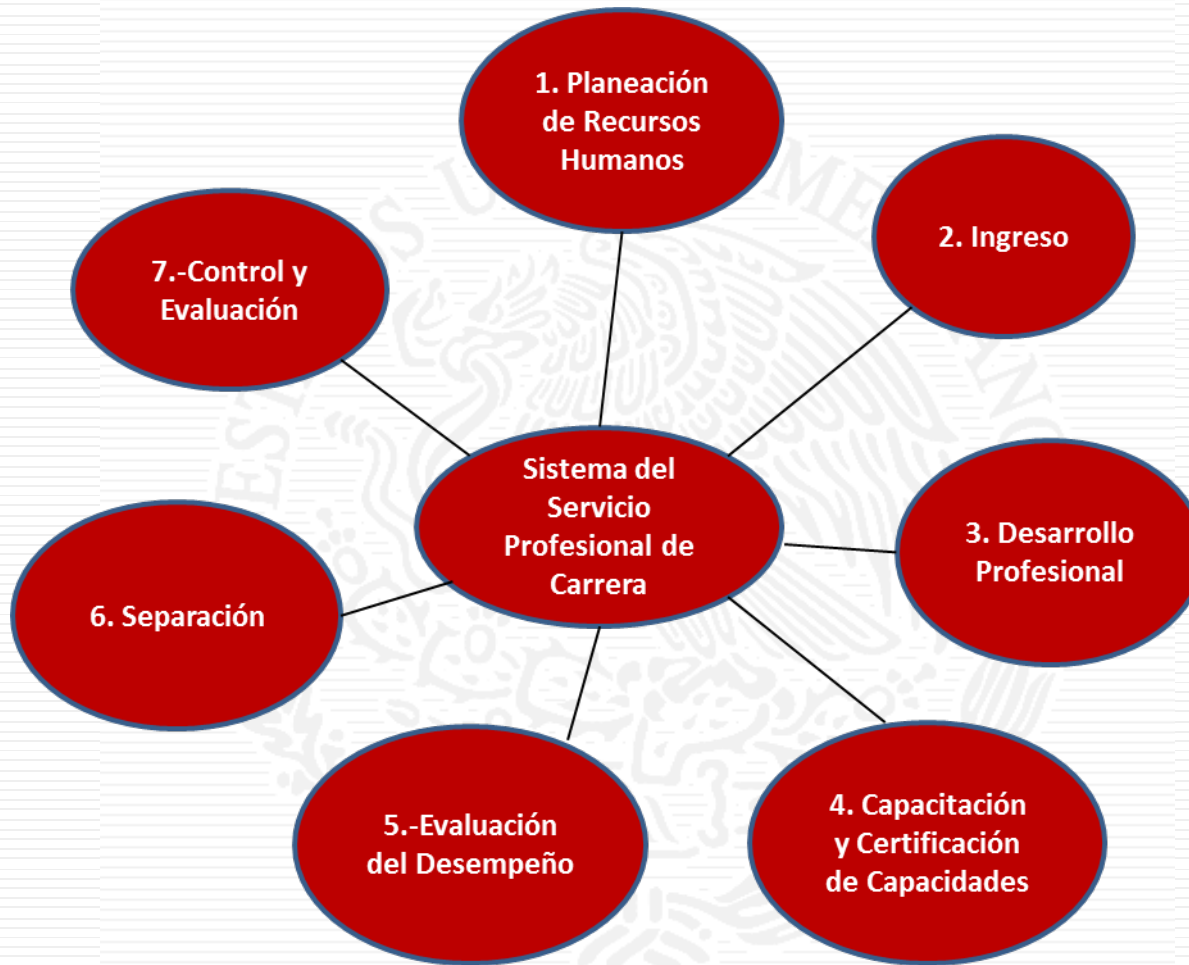 1. Planeación
de Recursos
Humanos
2. Ingreso
7.-Control y
Evaluación
Sistema del
Servicio
Profesional de
Carrera
3. Desarrollo
Profesional
6. Separación
4. Capacitación
y Certificación
de Capacidades
5.-Evaluación
del Desempeño